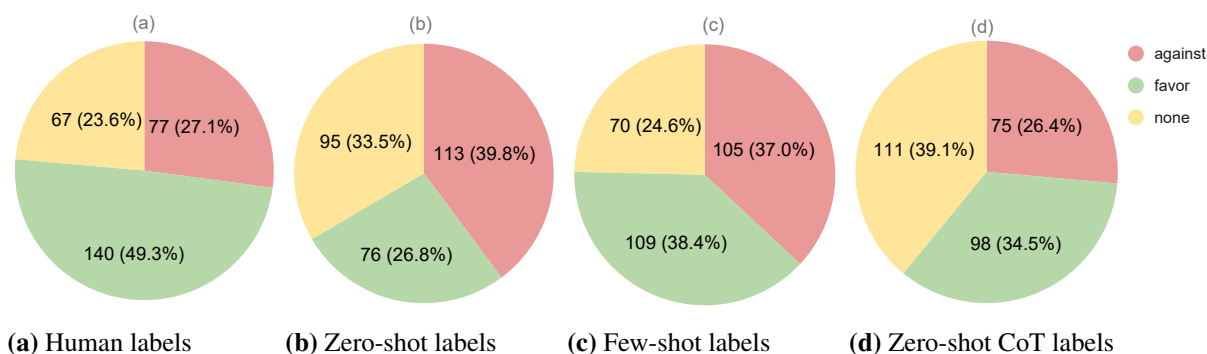 (a)
(b)
(c)
(d)
67 (23.6%)
77 (27.1%)
140 (49.3%)
95 (33.5%)
113 (39.8%)
76 (26.8%)
70 (24.6%)
105 (37.0%)
109 (38.4%)
111 (39.1%)
75 (26.4%)
98 (34.5%)
against
favor
none
(a) Human labels
(b) Zero-shot labels
(c) Few-shot labels
(d) Zero-shot CoT labels